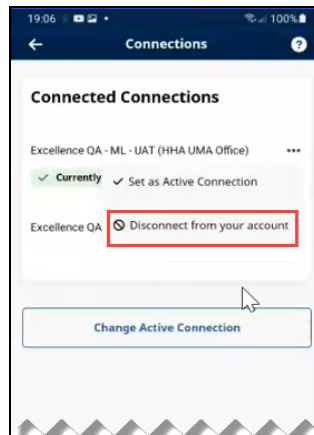 19:06 100%
Connections ?
Connected Connections
Excellence QA - ML - UAT (HHA UMA Office)
Currently
Set as Active Connection
Excellence QA
Disconnect from your account
Change Active Connection